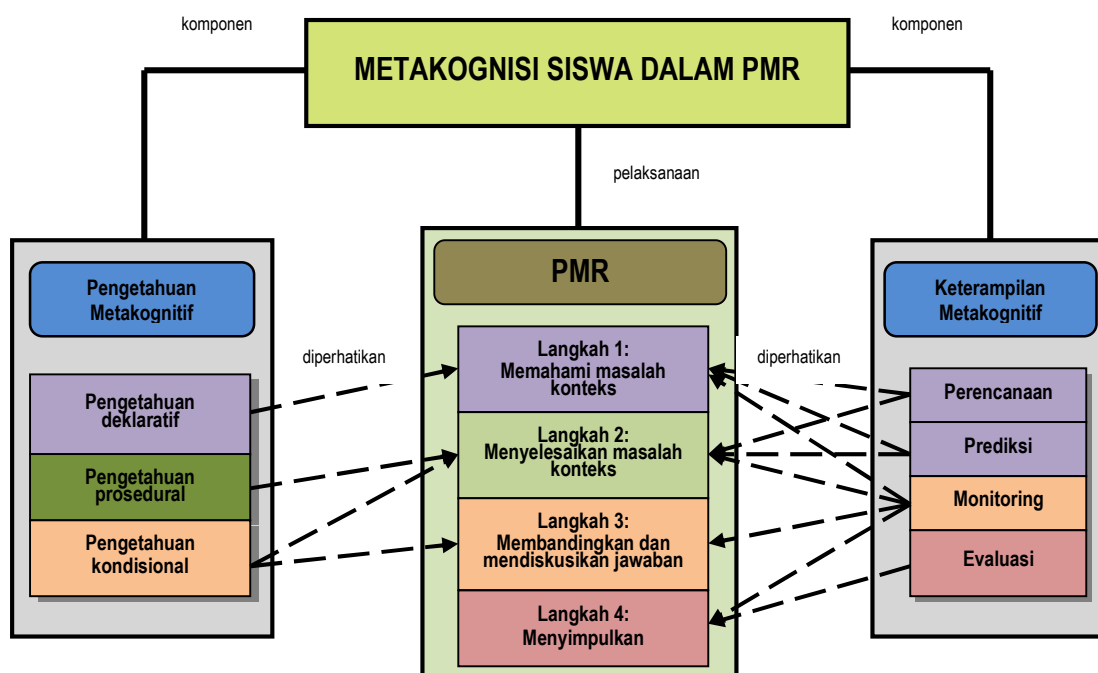 komponen
komponen
METAKOGNISI SISWA DALAM PMR
pelaksanaan
Pengetahuan
Metakognitif
diperhatikan
Pengetahuan
deklaratif
Pengetahuan
prosedural
Pengetahuan
kondisional
PMR
Langkah 1:
Memahami masalah
konteks
Langkah 2:
Menyelesaikan masalah
konteks
Langkah 3:
Membandingkan dan
mendiskusikan jawaban
Langkah 4:
Menyimpulkan
Keterampilan
Metakognitif
diperhatikan
Perencanaan
Prediksi
Monitoring
Evaluasi